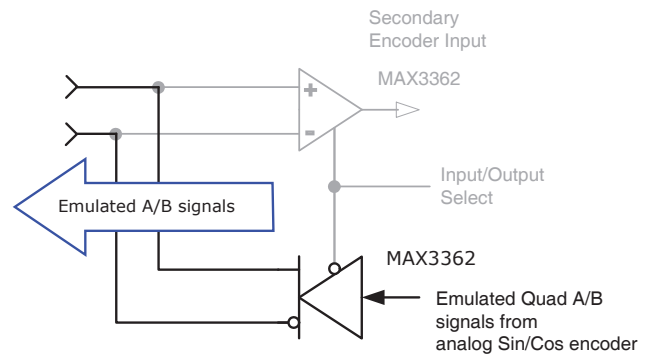 Secondary
Encoder Input
MAX3362
+
-
Input/Output
Select
Emulated A/B signals
MAX3362
Emulated Quad A/B
signals from
analog Sin/Cos encoder